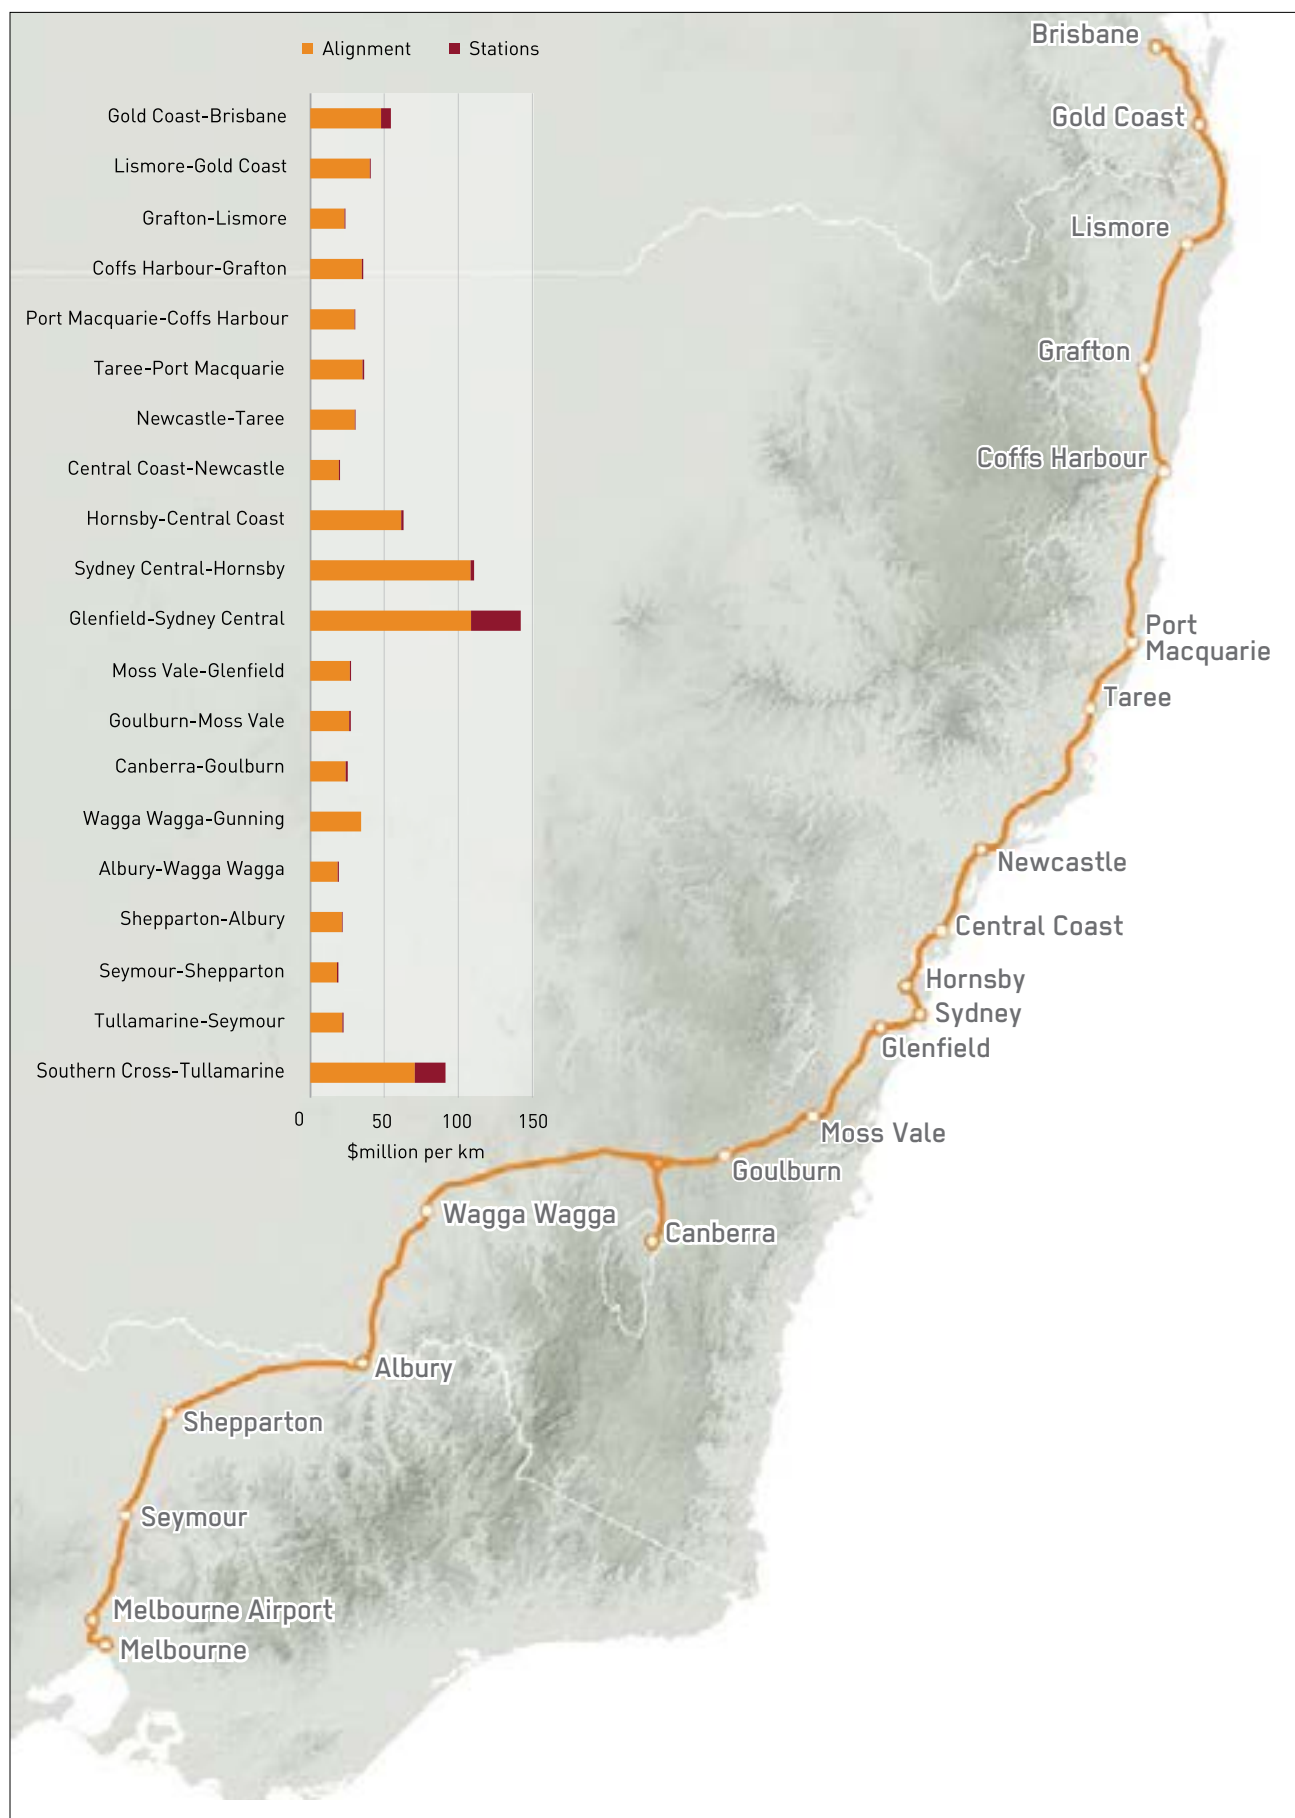 Alignment Stations
Gold Coast-Brisbane
Lismore-Gold Coast
Grafton-Lismore
Coffs Harbour-Grafton
Port Macquarie-Coffs Harbour
Taree-Port Macquarie
Newcastle-Taree
Central Coast-Newcastle
Hornsby-Central Coast
Sydney Central-Hornsby
Glenfield-Sydney Central
Moss Vale-Glenfield
Goulburn-Moss Vale
Canberra-Goulburn
Wagga Wagga-Gunning
Albury-Wagga Wagga
Shepparton-Albury
Seymour-Shepparton
Tullamarine-Seymour
Southern Cross-Tullamarine
0 50 100 150
$million per km
Brisbane
Gold Coast
Lismore
Grafton
Coffs Harbour
Port
Macquarie
Taree
Newcastle
Central Coast
Hornsby
Sydney
Glenfield
Moss Vale
Goulburn
Wagga Wagga
Canberra
Albury
Shepparton
Seymour
Melbourne Airport
Melbourne